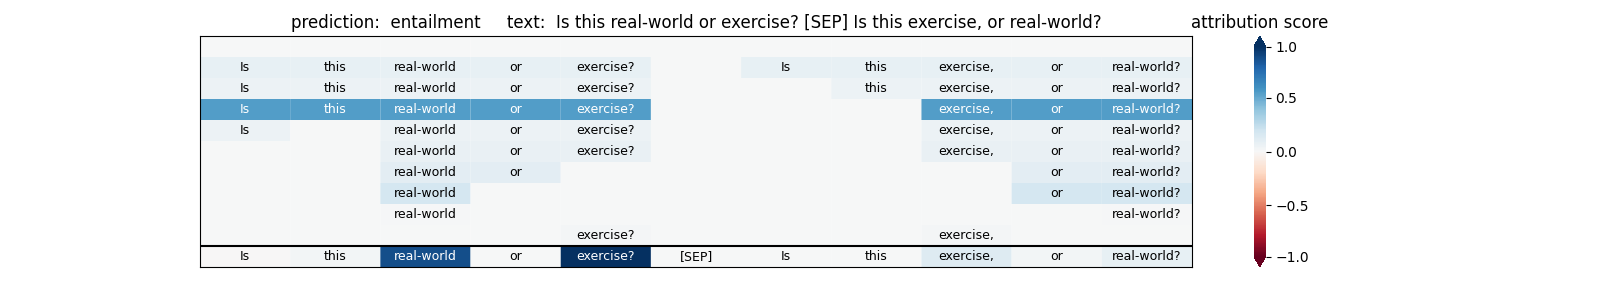 prediction: entailment text: Is this real-world or exercise? [SEP] Is this exercise, or real-world? attribution score
Is this real-world or exercise? Is this exercise, or real-world?
Is this real-world or exercise? this exercise, or real-world?
Is this real-world or exercise? exercise, or real-world?
Is real-world or exercise? exercise, or real-world?
real-world or exercise? exercise, or real-world?
real-world or or real-world?
real-world or real-world?
real-world real-world?
exercise? exercise,
Is this real-world or exercise? [SEP] Is this exercise, or real-world?
1.0
0.5
0.0
−0.5
−1.0